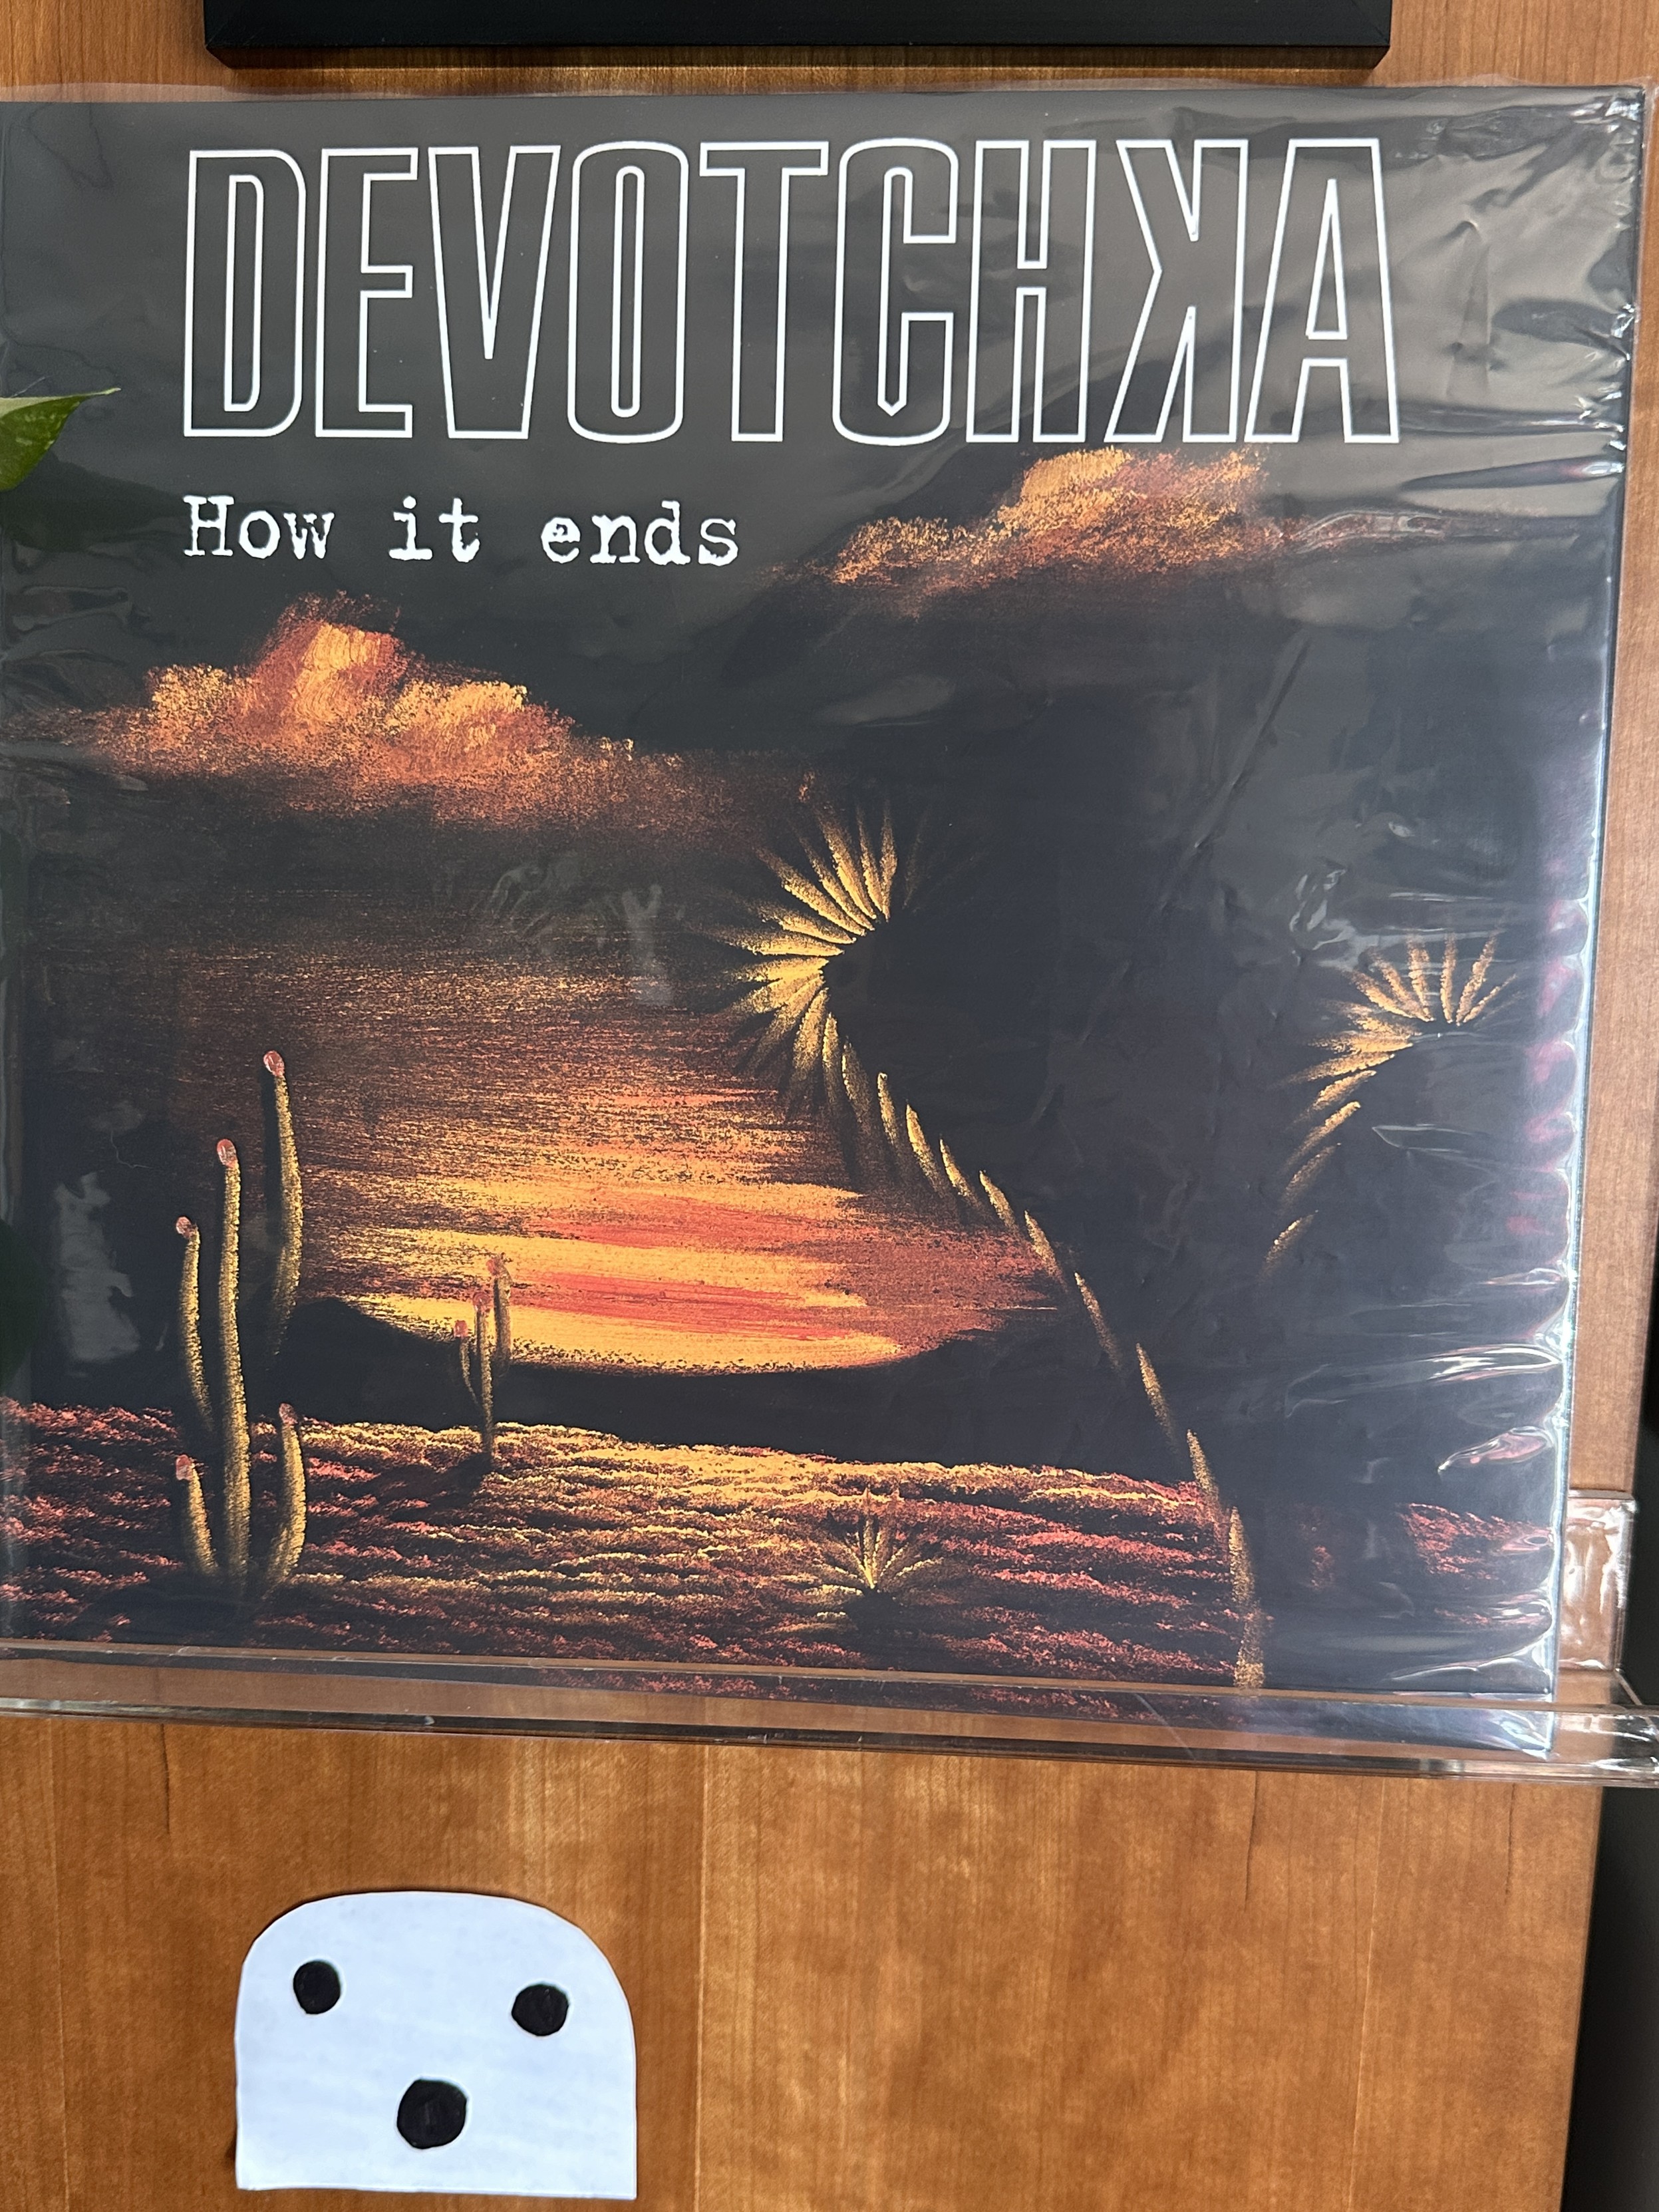 DEVOTCHKA
How it ends